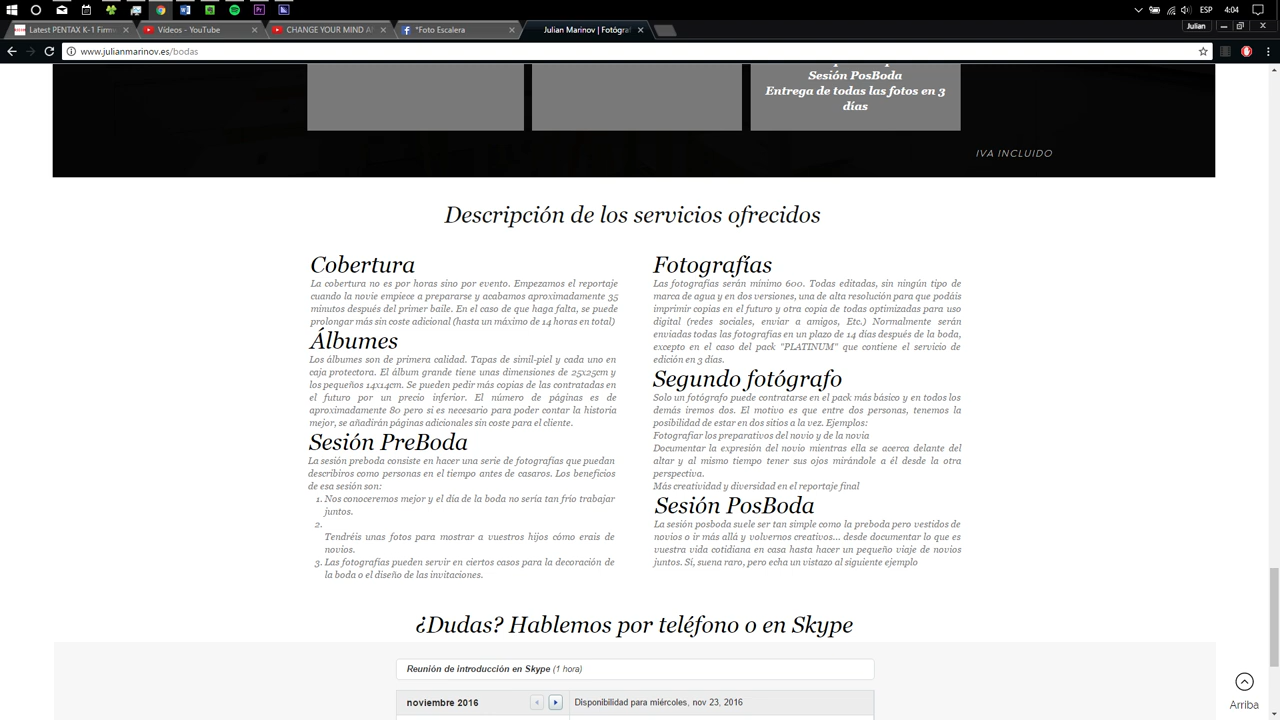 ESP
4:04
Latest PENTAX K-1 Firm
Vídeos - YouTube
CHANGE YOUR MIND A
*Foto Escalera
Julian Marinov | Fotógraf
Julian
www.julianmarinov.es/bodas
Sesión PosBoda
Entrega de todas las fotos en 3
días
IVA INCLUIDO
Descripción de los servicios ofrecidos
Cobertura
La cobertura no es por horas sino por evento. Empezamos el reportaje
cuando la novie empiece a prepararse y acabamos aproximadamente 35
minutos después del primer baile. En el caso de que haga falta, se puede
prolongar más sin coste adicional (hasta un máximo de 14 horas en total)
Álbumes
Los álbumes son de primera calidad. Tapas de simil-piel y cada uno en
caja protectora. El álbum grande tiene unas dimensiones de 25x25cm y
los pequeños 14x14cm. Se pueden pedir más copias de las contratadas en
el futuro por un precio inferior. El número de páginas es de
aproximadamente 80 pero si es necesario para poder contar la historia
mejor, se añadirán páginas adicionales sin coste para el cliente.
Sesión PreBoda
La sesión preboda consiste en hacer una serie de fotografías que puedan
describiros como personas en el tiempo antes de casaros. Los beneficios
de esa sesión son:
1. Nos conoceremos mejor y el día de la boda no sería tan frío trabajar
juntos.
2.
Tendréis unas fotos para mostrar a vuestros hijos cómo erais de
novios.
3. Las fotografías pueden servir en ciertos casos para la decoración de
la boda o el diseño de las invitaciones.
Fotografías
Las fotografías serán mínimo 600. Todas editadas, sin ningún tipo de
marca de agua y en dos versiones, una de alta resolución para que podáis
imprimir copias en el futuro y otra copia de todas optimizadas para uso
digital (redes sociales, enviar a amigos, Etc.) Normalmente serán
enviadas todas las fotografías en un plazo de 14 días después de la boda,
excepto en el caso del pack "PLATINUM" que contiene el servicio de
edición en 3 días.
Segundo fotógrafo
Solo un fotógrafo puede contratarse en el pack más básico y en todos los
demás iremos dos. El motivo es que entre dos personas, tenemos la
posibilidad de estar en dos sitios a la vez. Ejemplos:
Fotografiar los preparativos del novio y de la novia
Documentar la expresión del novio mientras ella se acerca delante del
altar y al mismo tiempo tener sus ojos mirándole a él desde la otra
perspectiva.
Más creatividad y diversidad en el reportaje final
Sesión PosBoda
La sesión posboda suele ser tan simple como la preboda pero vestidos de
novios o ir más allá y volvernos creativos... desde documentar lo que es
vuestra vida cotidiana en casa hasta hacer un pequeño viaje de novios
juntos. Si, suena raro, pero echa un vistazo al siguiente ejemplo
¿Dudas? Hablemos por teléfono o en Skype
Reunión de introducción en Skype (1 hora)
noviembre 2016
Disponibilidad para miércoles, nov 23, 2016
Arriba